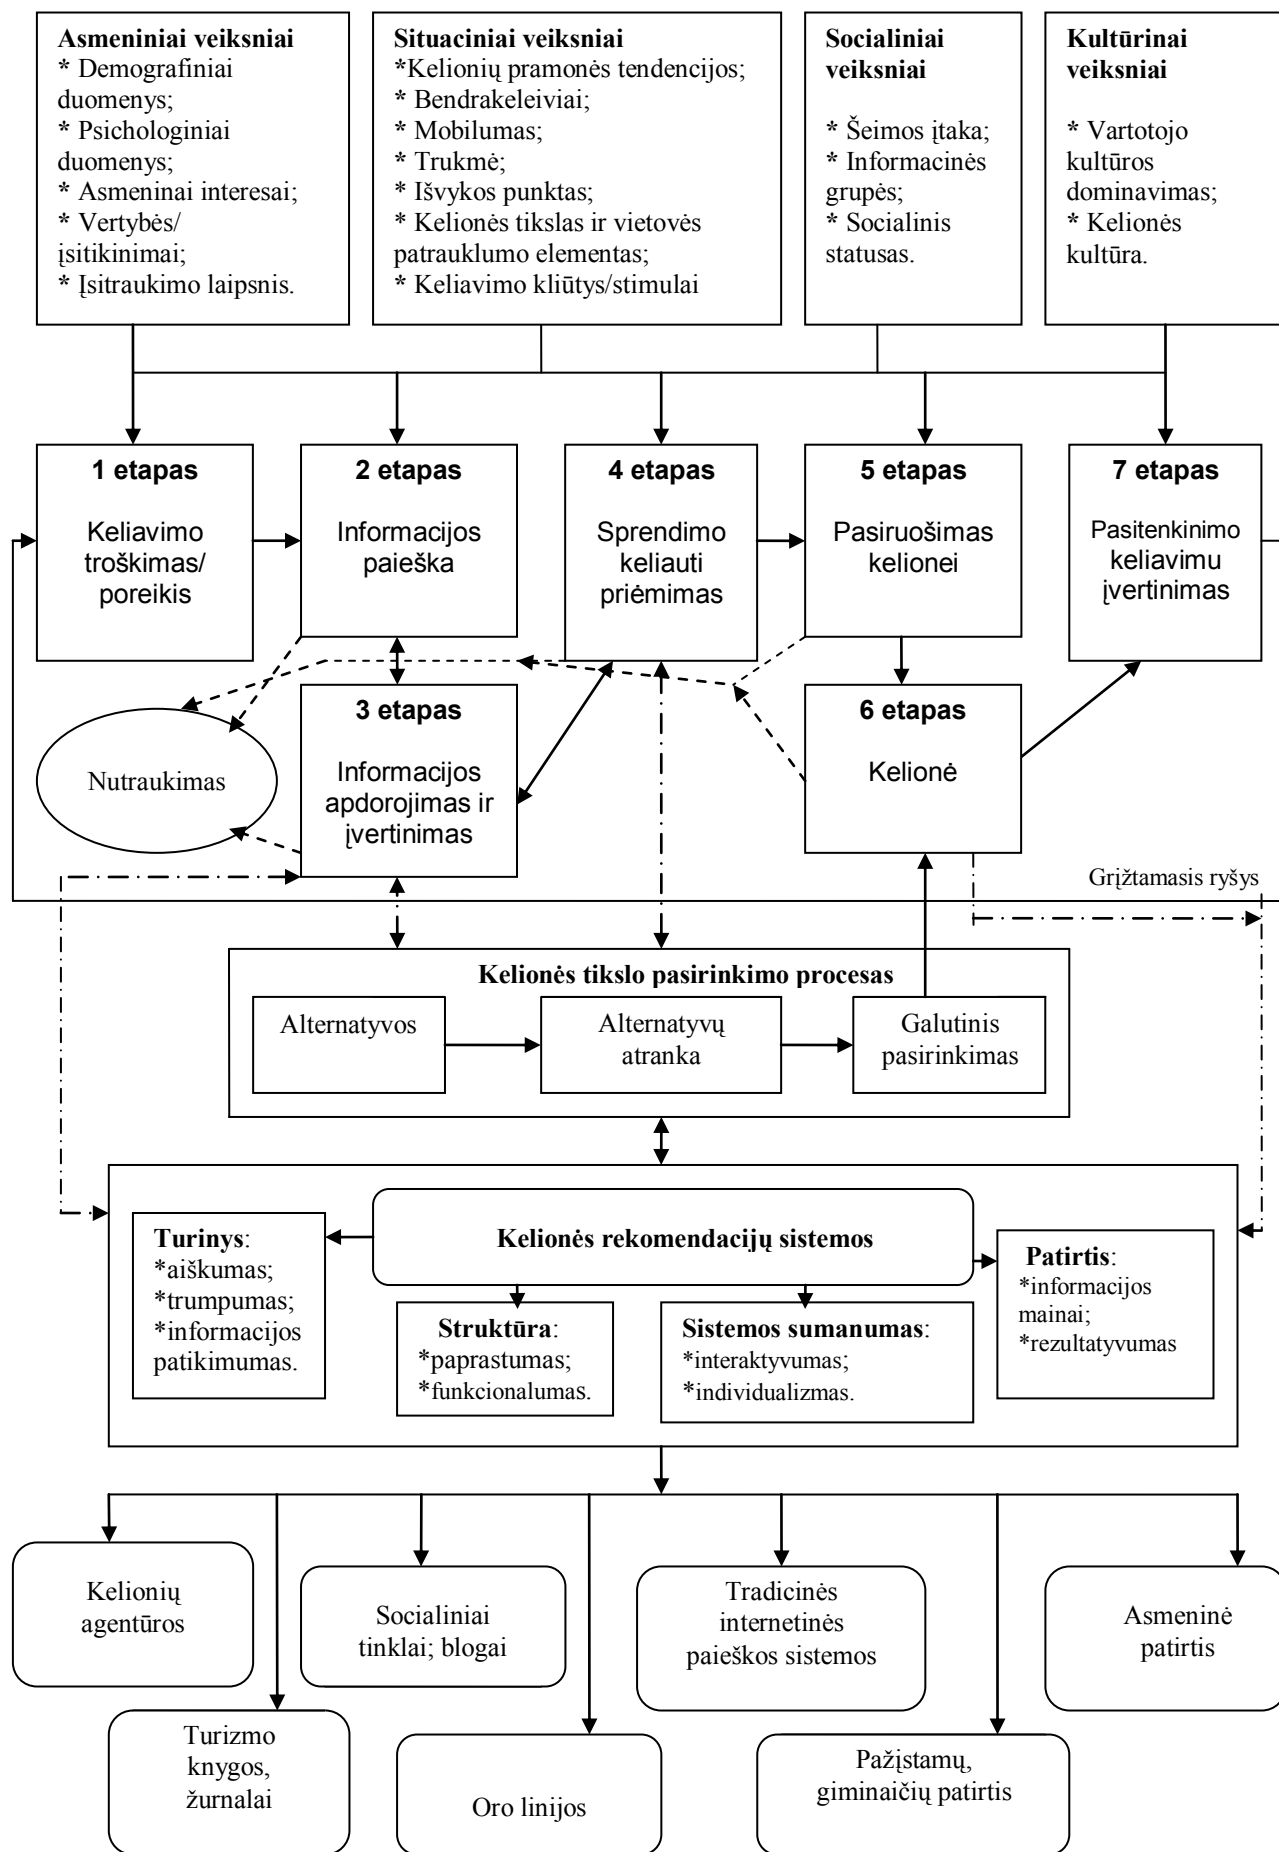 Asmeniniai veiksniai
* Demografiniai
duomenys;
* Psichologiniai
duomenys;
* Asmeninai interesai;
* Vertybės/
įsitikinimai;
* Įsitraukimo laipsnis.
Situaciniai veiksniai
*Kelionių pramonės tendencijos;
* Bendrakeleiviai;
* Mobilumas;
* Trukmė;
* Išvykos punktas;
* Kelionės tikslas ir vietovės
patrauklumo elementas;
* Keliavimo kliūtys/stimulai
Socialiniai
veiksniai
* Šeimos įtaka;
* Informacinės
grupės;
* Socialinis
statusas.
Kultūrinai
veiksniai
* Vartotojo
kultūros
dominavimas;
* Kelionės
kultūra.
1 etapas
Keliavimo
troškimas/
poreikis
2 etapas
Informacijos
paieška
4 etapas
Sprendimo
keliauti
priėmimas
5 etapas
Pasiruošimas
kelionei
7 etapas
Pasitenkinimo
keliavimu
įvertinimas
Nutraukimas
3 etapas
Informacijos
apdorojimas ir
įvertinimas
6 etapas
Kelionė
Grįžtamasis ryšys
Kelionės tikslo pasirinkimo procesas
Alternatyvos
Alternatyvų
atranka
Galutinis
pasirinkimas
Kelionės rekomendacijų sistemos
Turinys:
*aiškumas;
*trumpumas;
*informacijos
patikimumas.
Struktūra:
*paprastumas;
*funkcionalumas.
Sistemos sumanumas:
*interaktyvumas;
*individualizmas.
Patirtis:
*informacijos
mainai;
*rezultatyvumas
Kelionių
agentūros
Socialiniai
tinklai; blogai
Tradicinės
internetinės
paieškos sistemos
Asmeninė
patirtis
Turizmo
knygos,
žurnalai
Oro linijos
Pažįstamų,
giminaičių patirtis